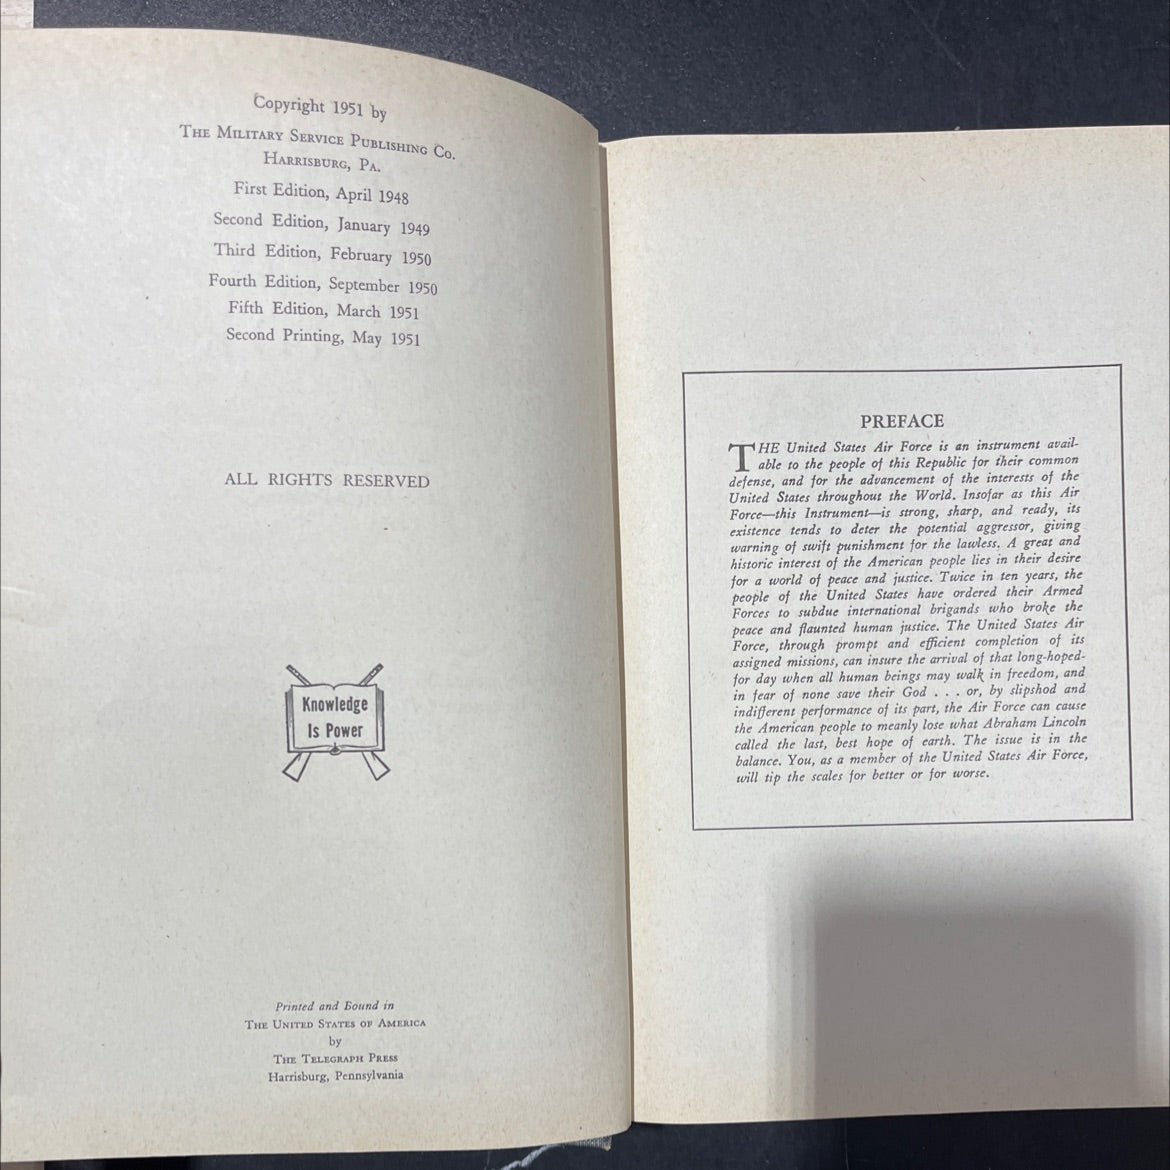 Copyright 1951 by
THE MILITARY SERVICE PUBLISHING CO.
HARRISBURG, PA.
First Edition, April 1948
Second Edition, January 1949
Third Edition, February 1950
Fourth Edition, September 1950
Fifth Edition, March 1951
Second Printing, May 1951
ALL RIGHTS RESERVED
Knowledge
Is Power
Printed and Bound in
THE UNITED STATES OF AMERICA
by
THE TELEGRAPH PRESS
Harrisburg, Pennsylvania
PREFACE
THE United States Air Force is an instrument avail-
able to the people of this Republic for their common
defense, and for the advancement of the interests of the
United States throughout the World. Insofar as this Air
Force—this Instrument—is strong, sharp, and ready, its
existence tends to deter the potential aggressor, giving
warning of swift punishment for the lawless. A great and
historic interest of the American people lies in their desire
for a world of peace and justice. Twice in ten years, the
people of the United States have ordered their Armed
Forces to subdue international brigands who broke the
peace and flaunted human justice. The United States Air
Force, through prompt and efficient completion of its
assigned missions, can insure the arrival of that long-hoped-
for day when all human beings may walk in freedom, and
in fear of none save their God . . . or, by slipshod and
indifferent performance of its part, the Air Force can cause
the American people to meanly lose what Abraham Lincoln
called the last, best hope of earth. The issue is in the
balance. You, as a member of the United States Air Force,
will tip the scales for better or for worse.